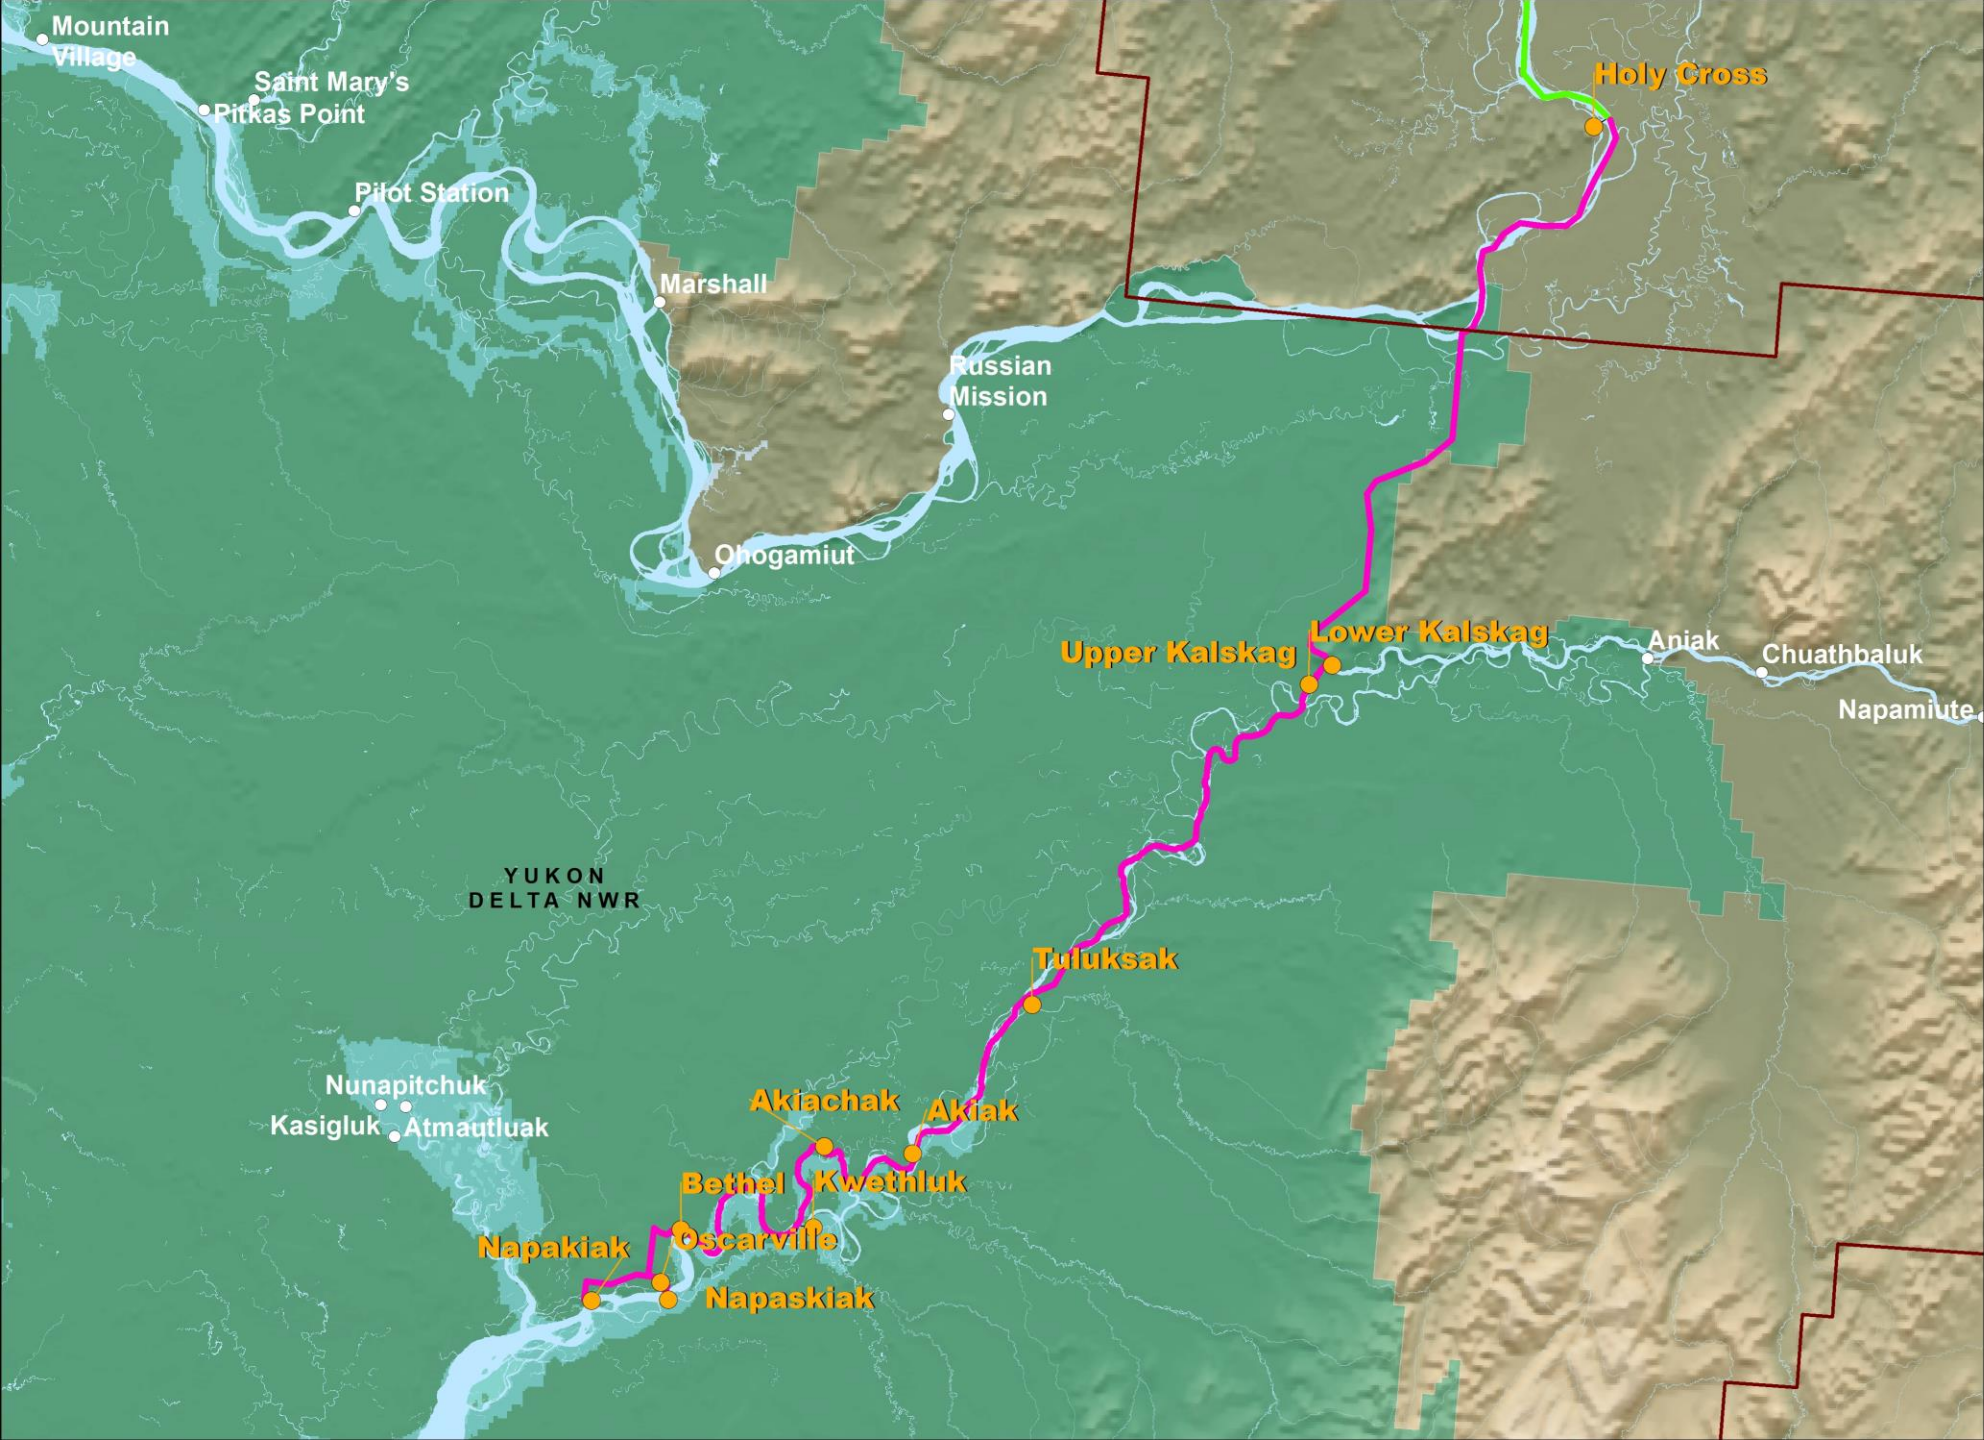 Mountain
Village
Saint Mary's
Pitkas Point
Holy Cross
Pilot Station
Marshall
Russian
Mission
Ohogamiut
Upper Kalskag
Lower Kalskag
Aniak
Chuathbaluk
Napamiute
YUKON
DELTA NWR
Tuluksak
Nunapitchuk
Kasigluk
Atmautluak
Akiachak
Akiak
Bethel
Kwethluk
Napakiak
Oscarville
Napaskiak